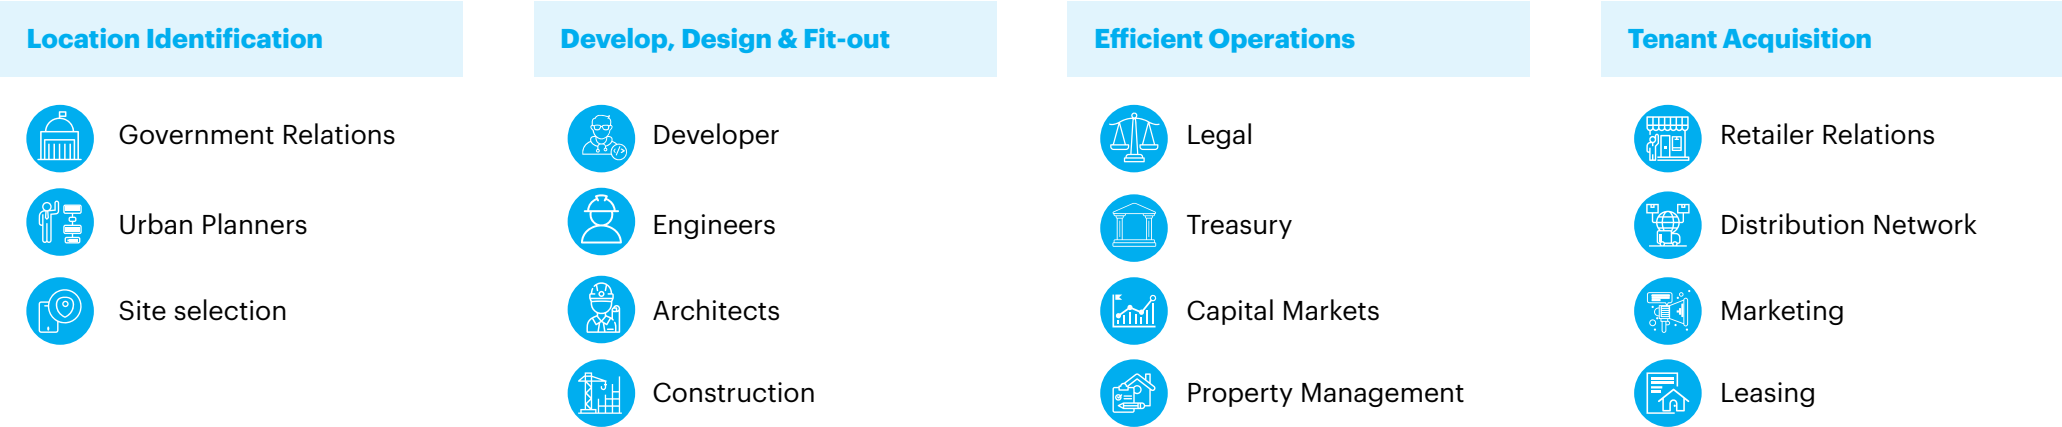 Location Identification
Government Relations
Urban Planners
Site selection
Develop, Design & Fit-out
Developer
Engineers
Architects
Construction
Efficient Operations
Legal
Treasury
Capital Markets
Property Management
Tenant Acquisition
Retailer Relations
Distribution Network
Marketing
Leasing